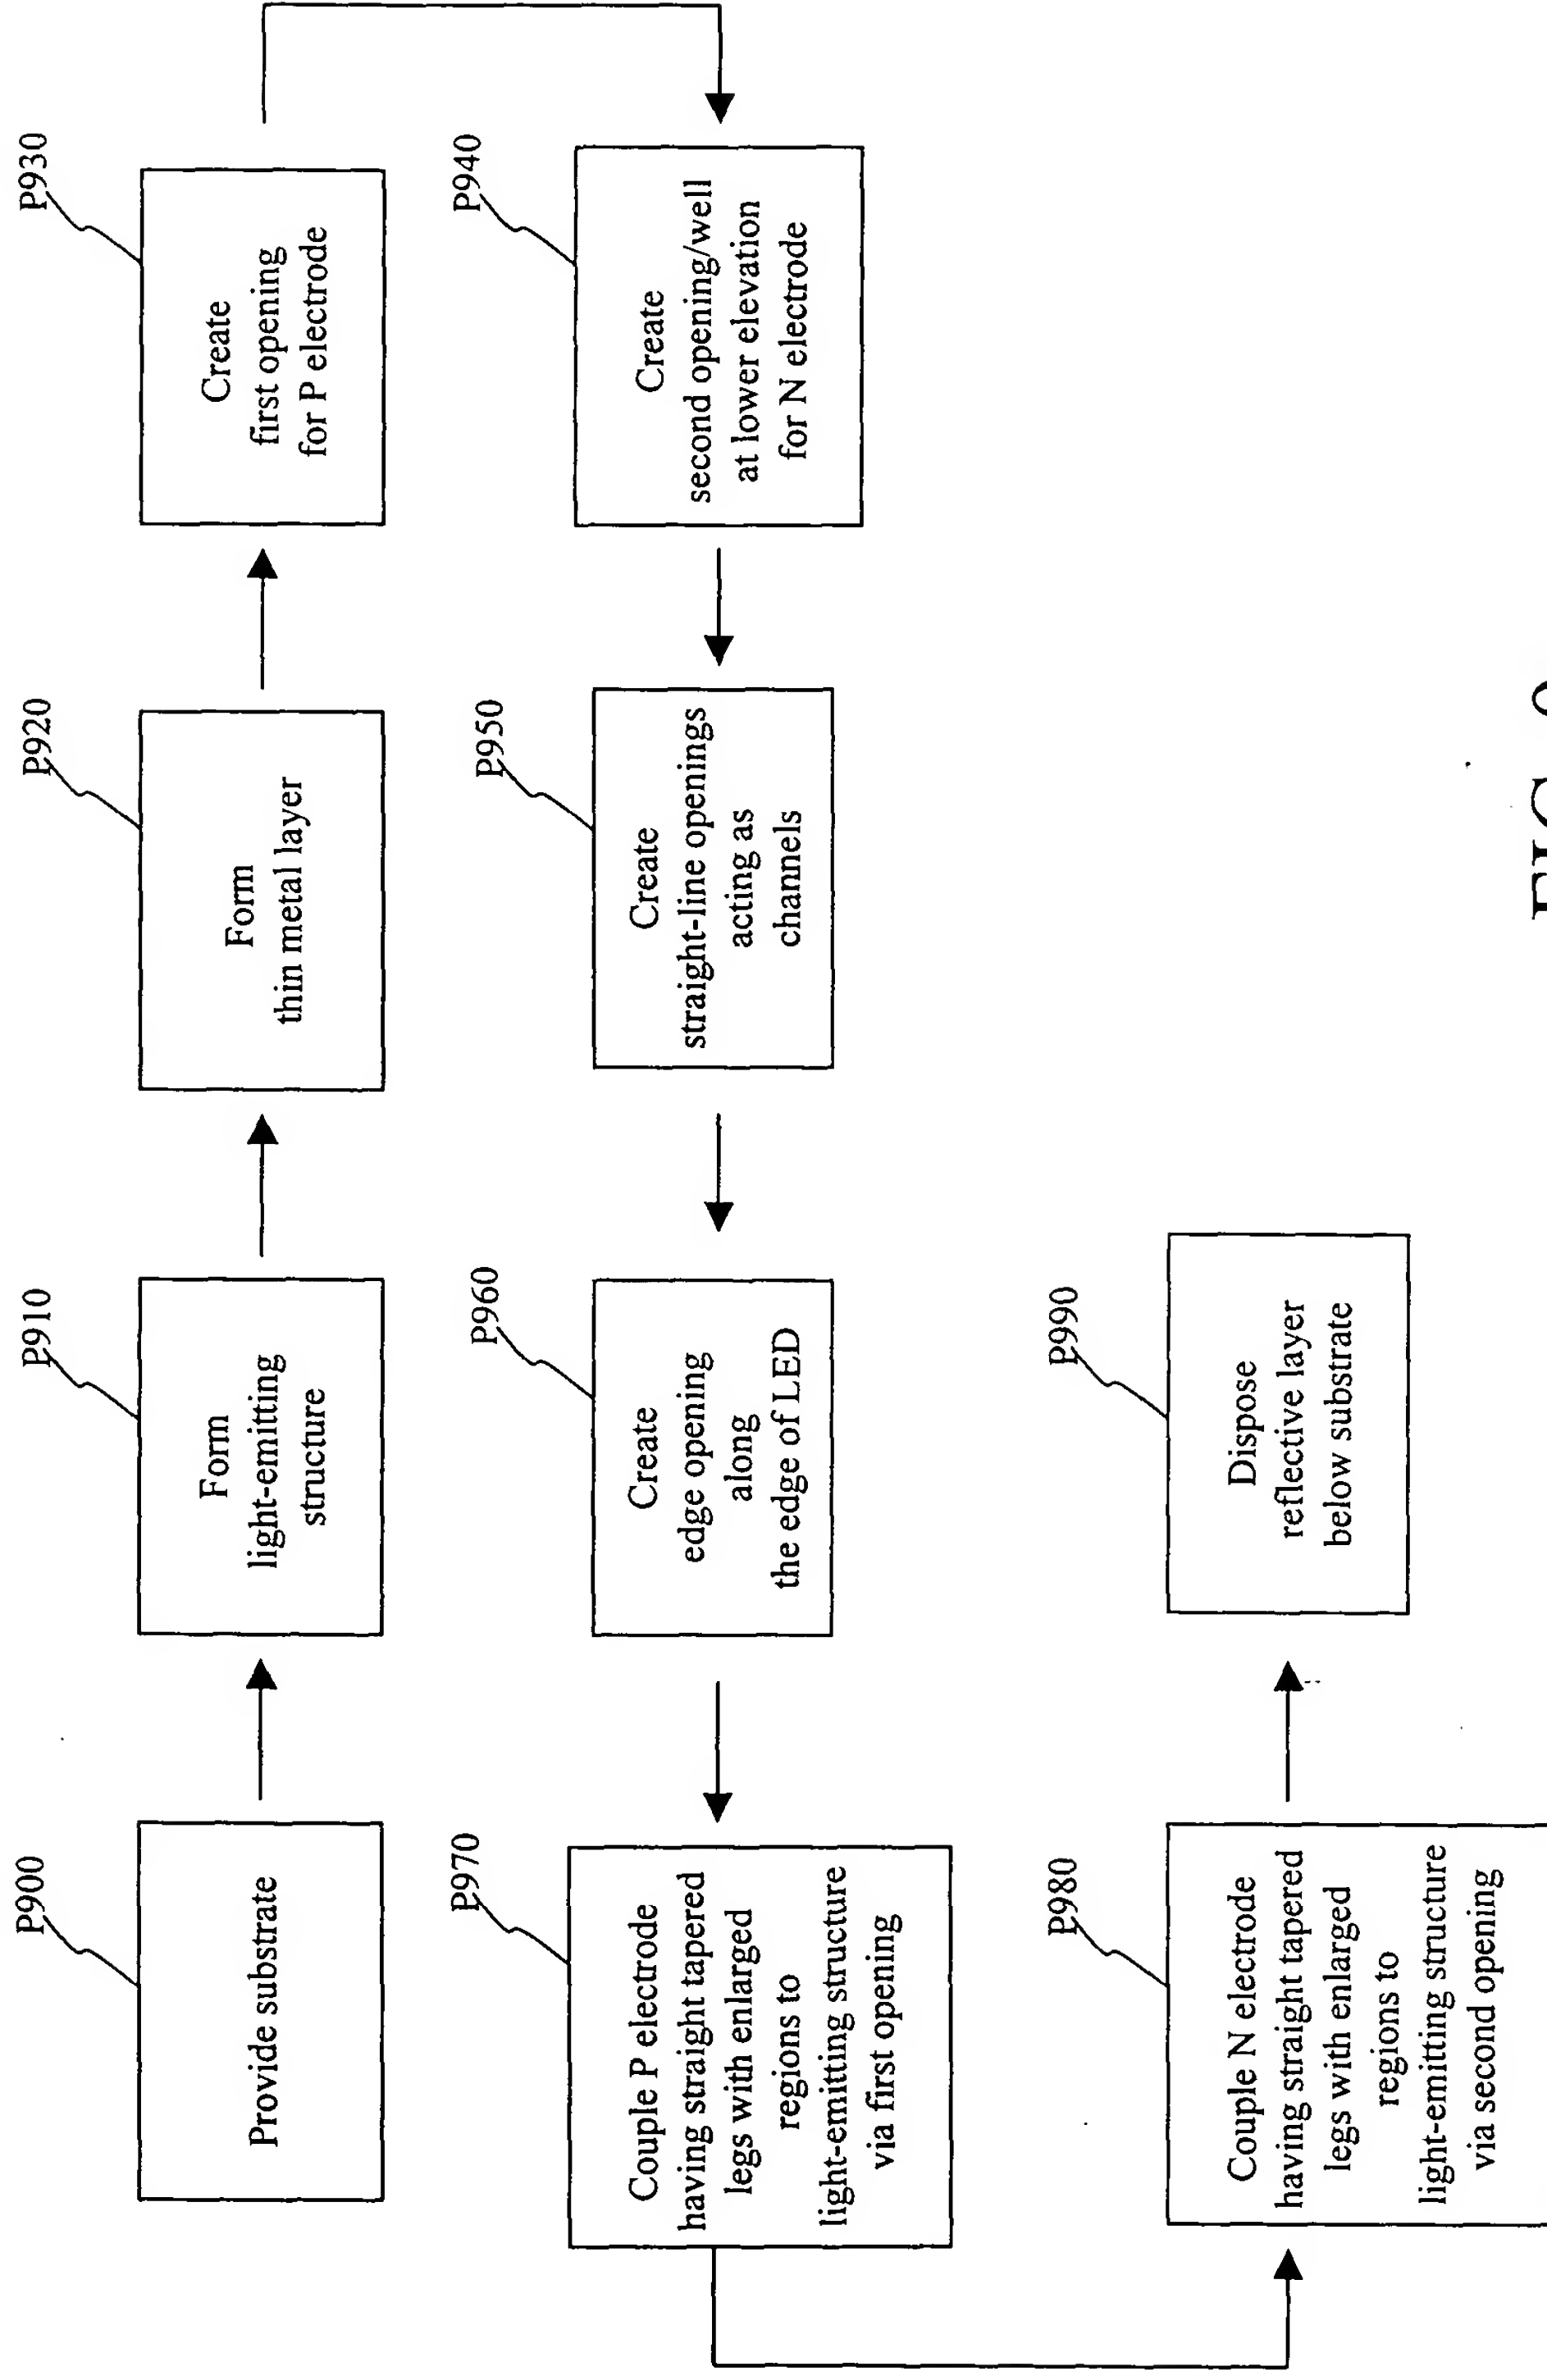 P900
Provide substrate
P910
Form
light-emitting
structure
P920
Form
thin metal layer
P930
Create
first opening
for P electrode
P940
Create
second opening/well
at lower elevation
for N electrode
P950
Create
straight-line openings
acting as
channels
P960
Create
edge opening
along
the edge of LED
P970
Couple P electrode
having straight tapered
legs with enlarged
regions to
light-emitting structure
via first opening
P980
Couple N electrode
having straight tapered
legs with enlarged
regions to
light-emitting structure
via second opening
P990
Dispose
reflective layer
below substrate
FIG.